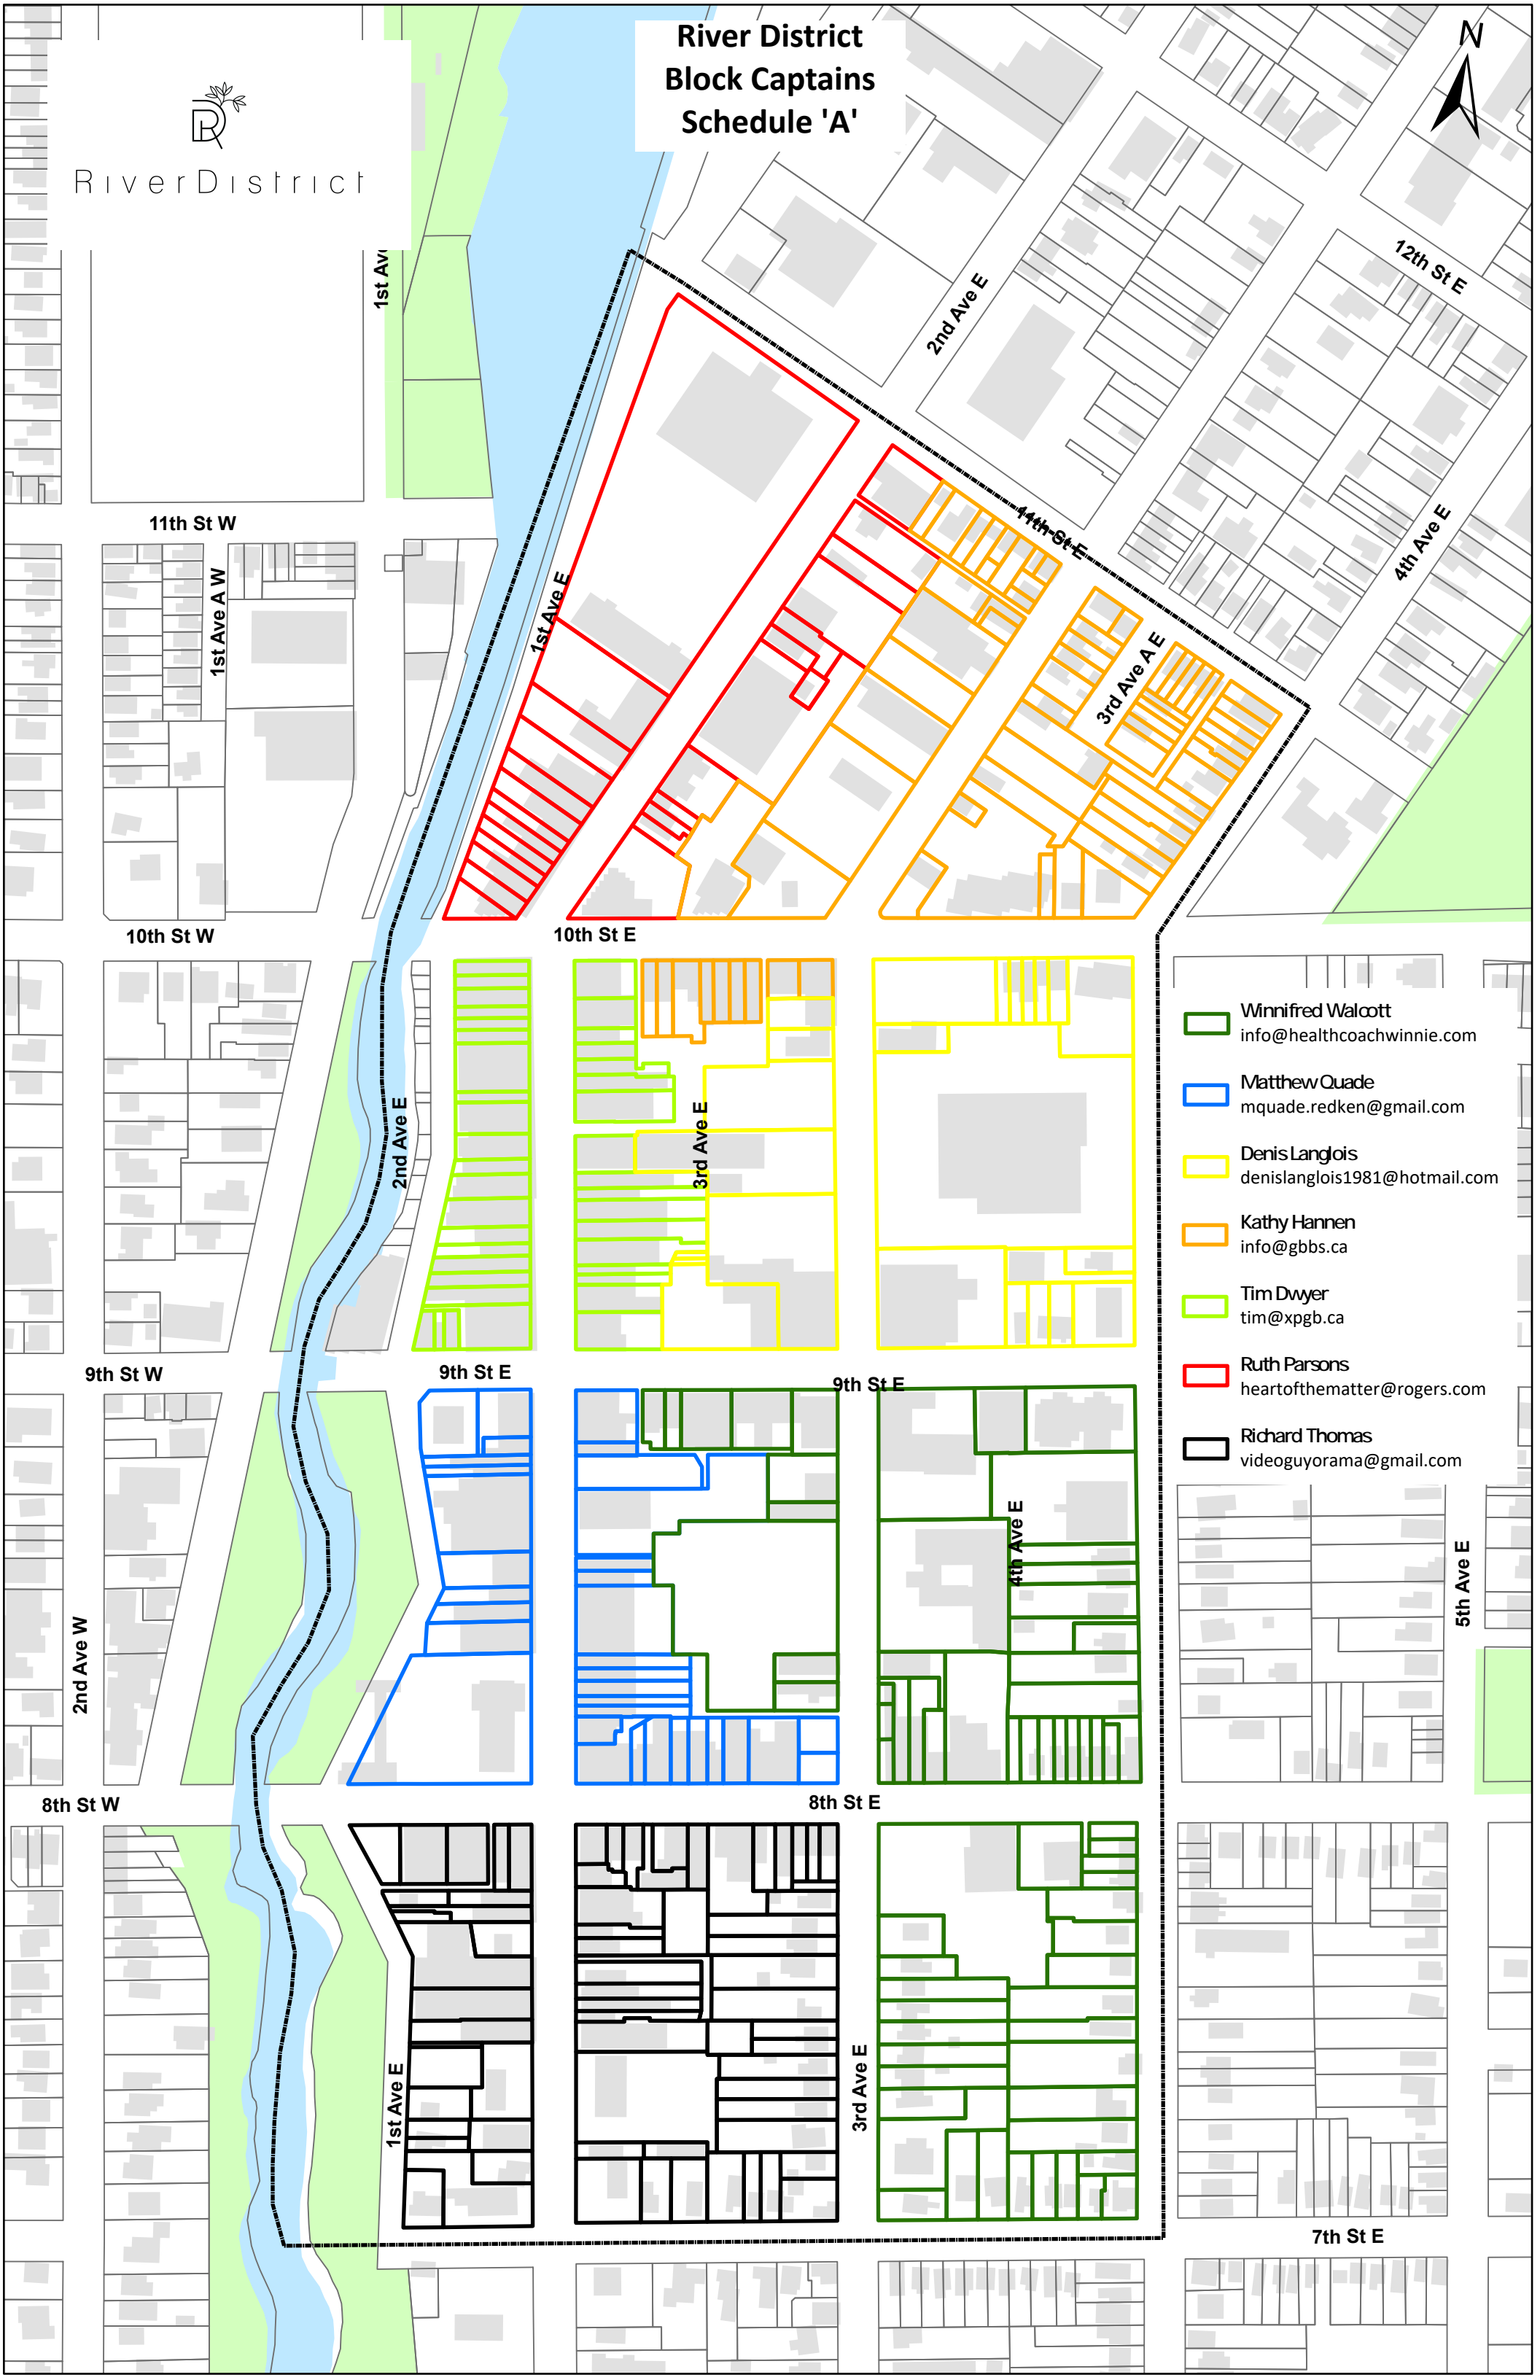 River District
Block Captains
Schedule 'A'
N
DR
RiverDistrict
1st Ave
12th St E
2nd Ave E
11th St W
11th St E
4th Ave E
1st Ave A W
1st Ave E
3rd Ave A E
10th St W
10th St E
2nd Ave E
3rd Ave E
Winnifred Walcott
info@healthcoachwinnie.com
Matthew Quade
mquade.redken@gmail.com
Denis Langlois
denislanglois1981@hotmail.com
Kathy Hannen
info@gbbs.ca
Tim Dwyer
tim@xpgb.ca
Ruth Parsons
heartofthematter@rogers.com
Richard Thomas
videoguyorama@gmail.com
9th St W
9th St E
9th St E
4th Ave E
5th Ave E
2nd Ave W
8th St W
8th St E
1st Ave E
3rd Ave E
7th St E